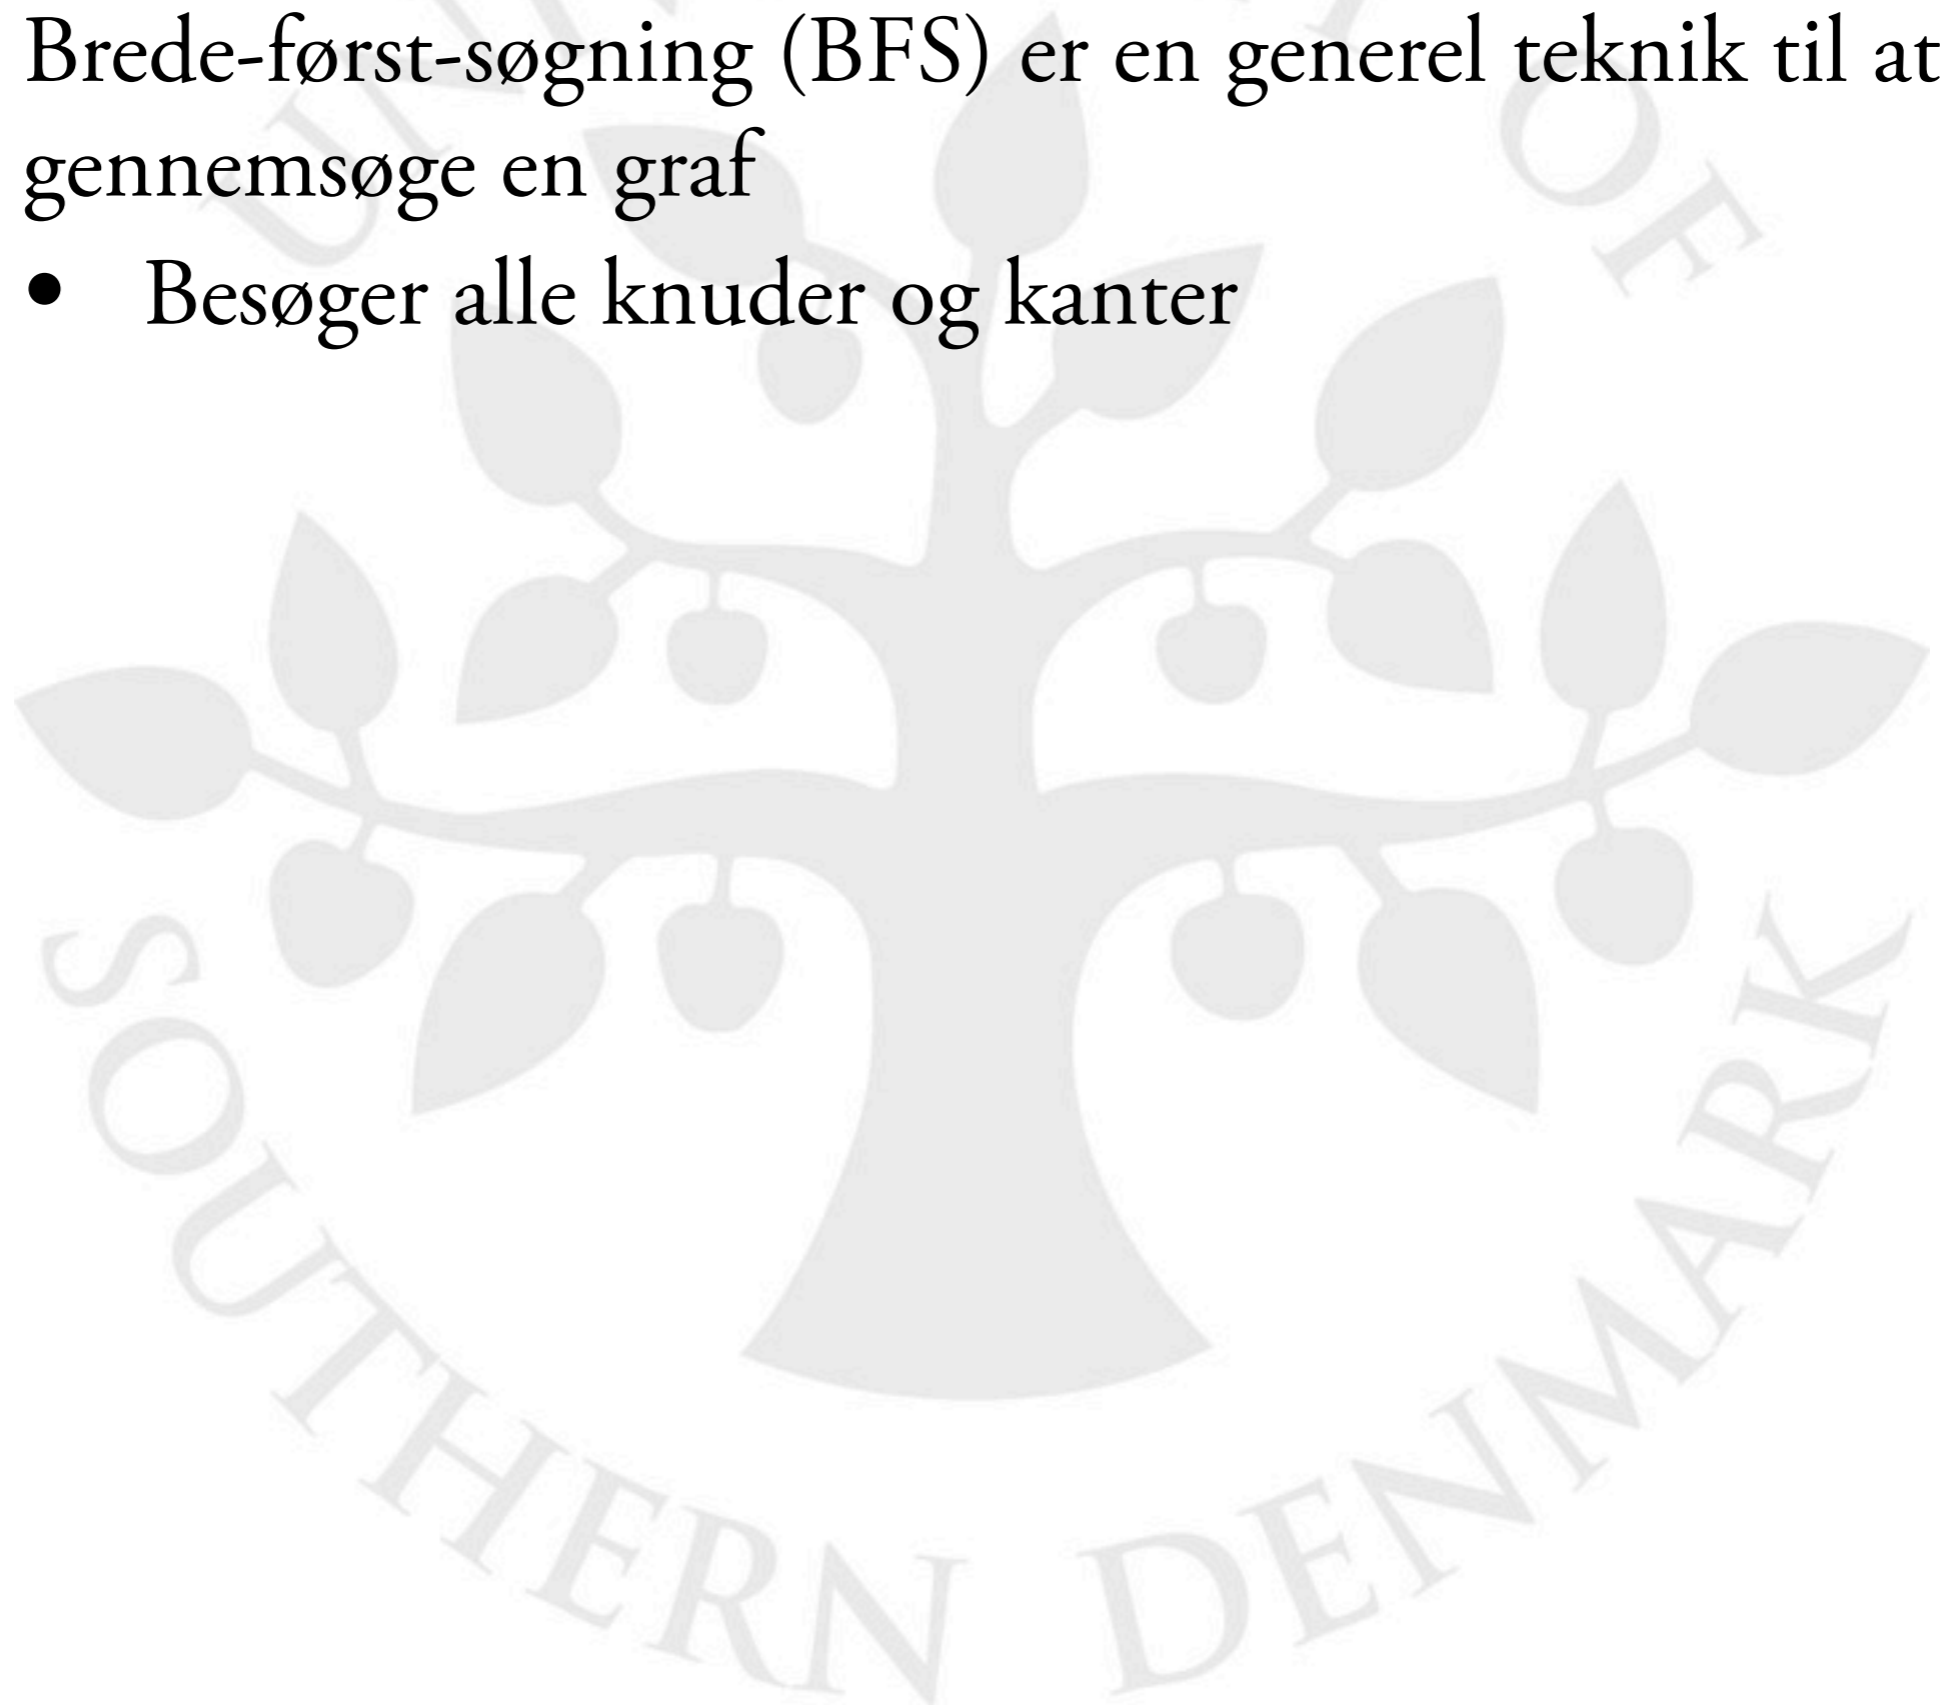 Brede-først-søgning (BFS) er en generel teknik til at
gennemsøge en graf
• Besøger alle knuder og kanter
OF
SOUTHERN DENMARK